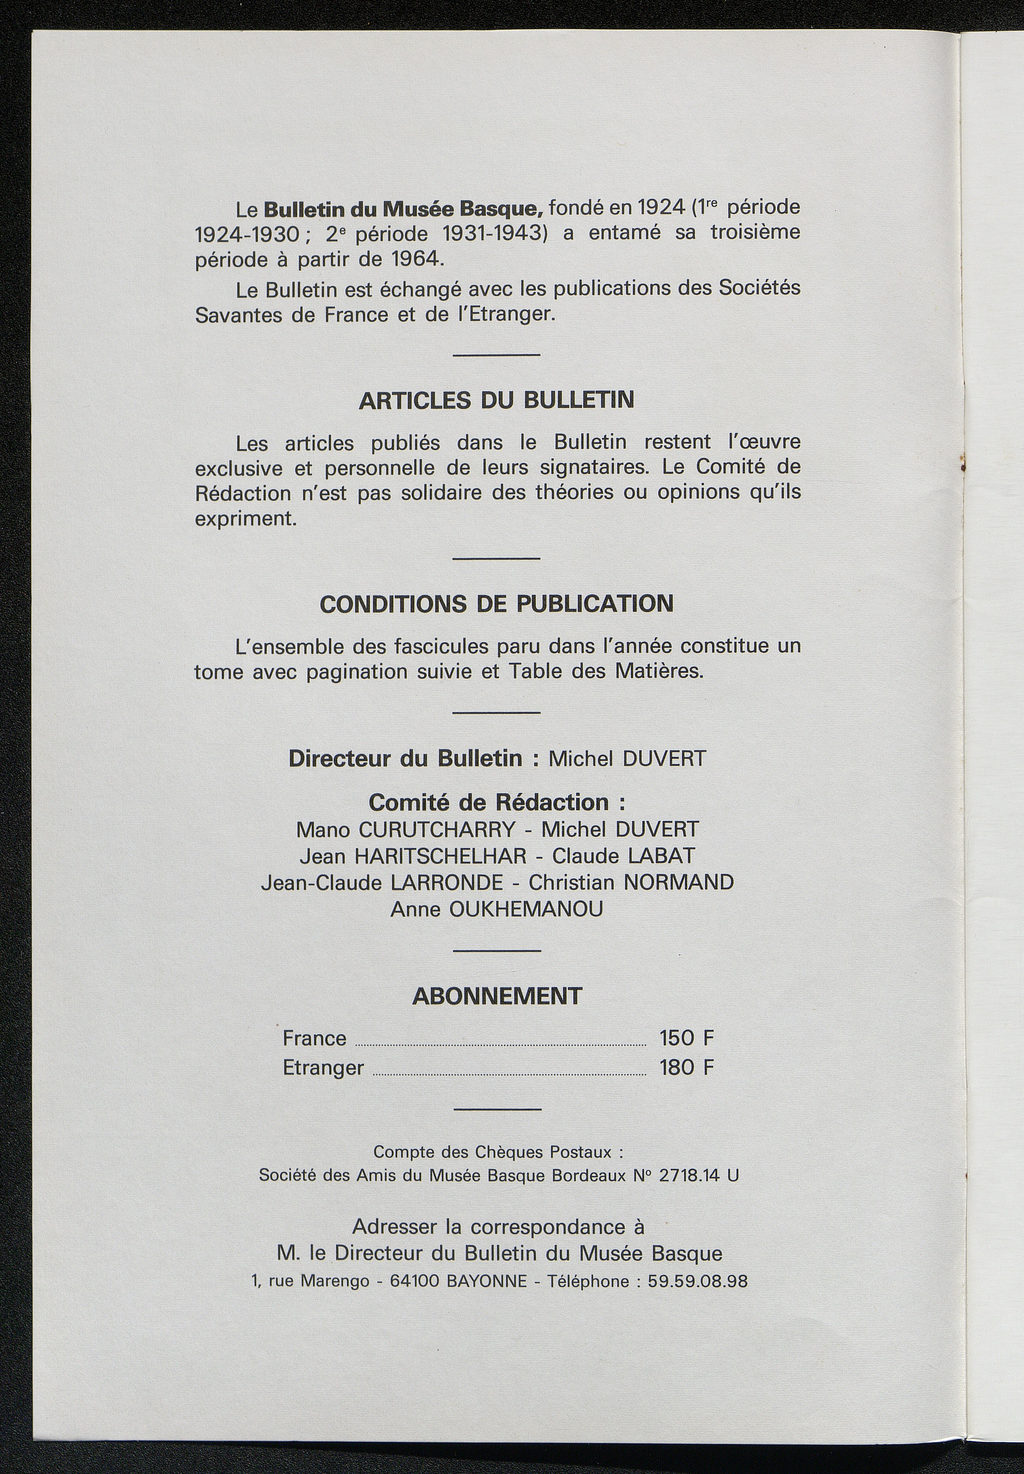 Le Bulletin du Musée Basque, fondé en 1924 (1re période
1924-1930 ; 2e période 1931-1943) a entamé sa troisième
période à partir de 1964.
Le Bulletin est échangé avec les publications des Sociétés
Savantes de France et de l'Etranger.
ARTICLES DU BULLETIN
Les articles publiés dans le Bulletin restent l'œuvre
exclusive et personnelle de leurs signataires. Le Comité de
Rédaction n'est pas solidaire des théories ou opinions qu'ils
expriment.
CONDITIONS DE PUBLICATION
L'ensemble des fascicules paru dans l'année constitue un
tome avec pagination suivie et Table des Matières.
Directeur du Bulletin : Michel DUVERT
Comité de Rédaction :
Mano CURUTCHARRY - Michel DUVERT
Jean HARITSCHELHAR - Claude LABAT
Jean-Claude LARRONDE - Christian NORMAND
Anne OUKHEMANOU
ABONNEMENT
France ........ 150 F
Etranger ........ 180 F
Compte des Chèques Postaux :
Société des Amis du Musée Basque Bordeaux N° 2718.14 U
Adresser la correspondance à
M. le Directeur du Bulletin du Musée Basque
1, rue Marengo - 64100 BAYONNE - Téléphone : 59.59.08.98